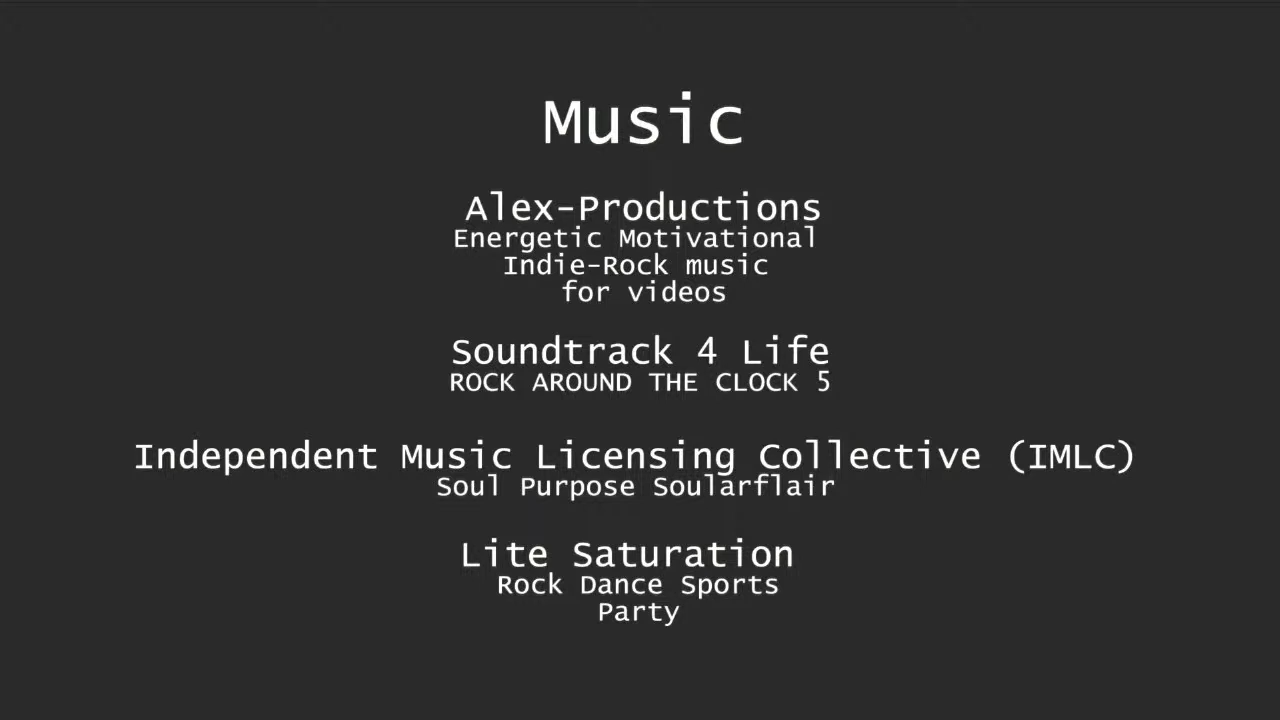 Music
Alex-Productions
Energetic Motivational
Indie-Rock music
for videos
Soundtrack 4 Life
ROCK AROUND THE CLOCK 5
Independent Music Licensing Collective (IMLC)
Soul Purpose Soularflair
Lite Saturation
Rock Dance Sports
Party